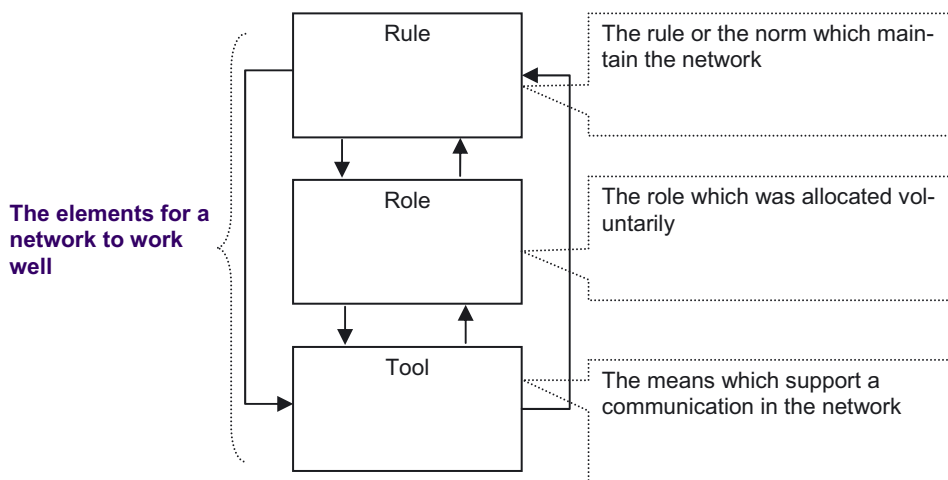 Rule
The rule or the norm which main-
tain the network
The elements for a
network to work
well
Role
The role which was allocated vol-
untarily
Tool
The means which support a
communication in the network